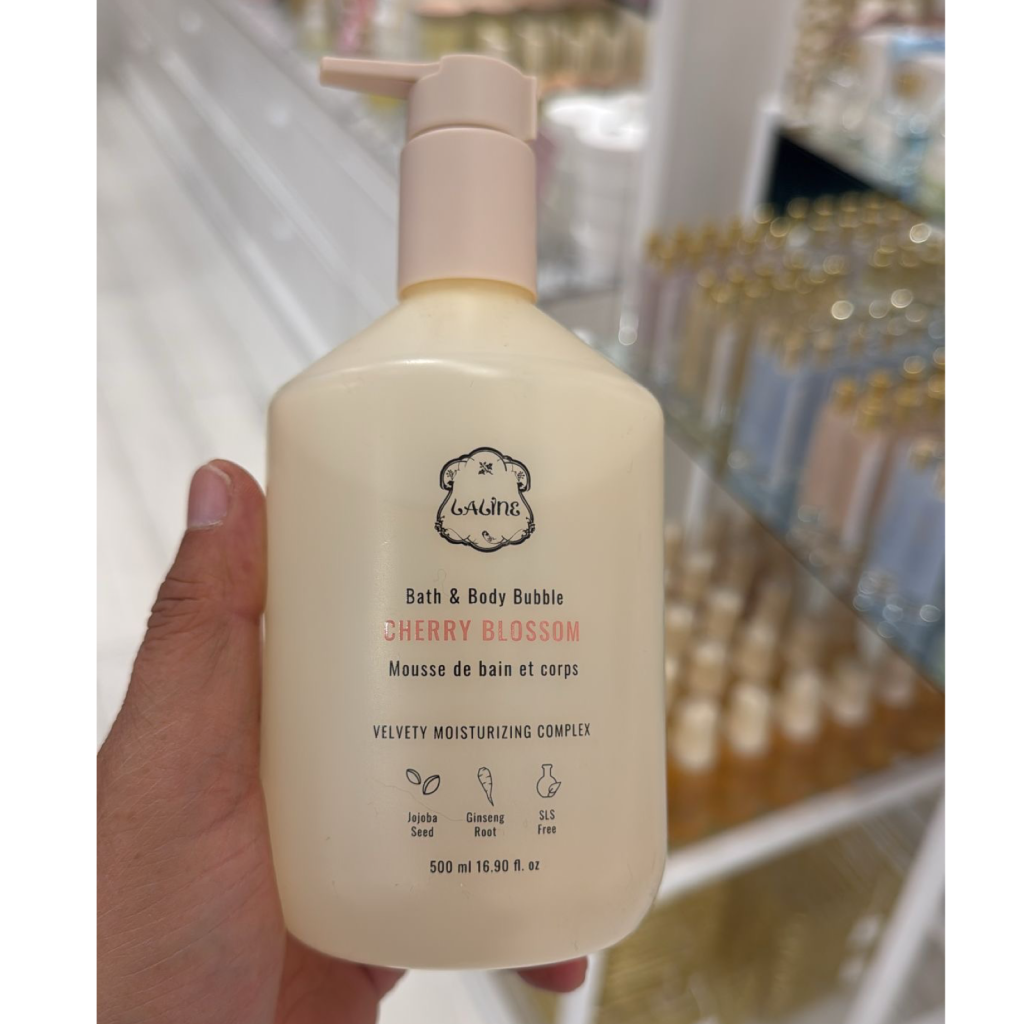 LALINE
Bath & Body Bubble
CHERRY BLOSSOM
Mousse de bain et corps
VELVETY MOISTURIZING COMPLEX
Jojoba Seed
Ginseng Root
SLS Free
500 ml 16.90 fl. oz